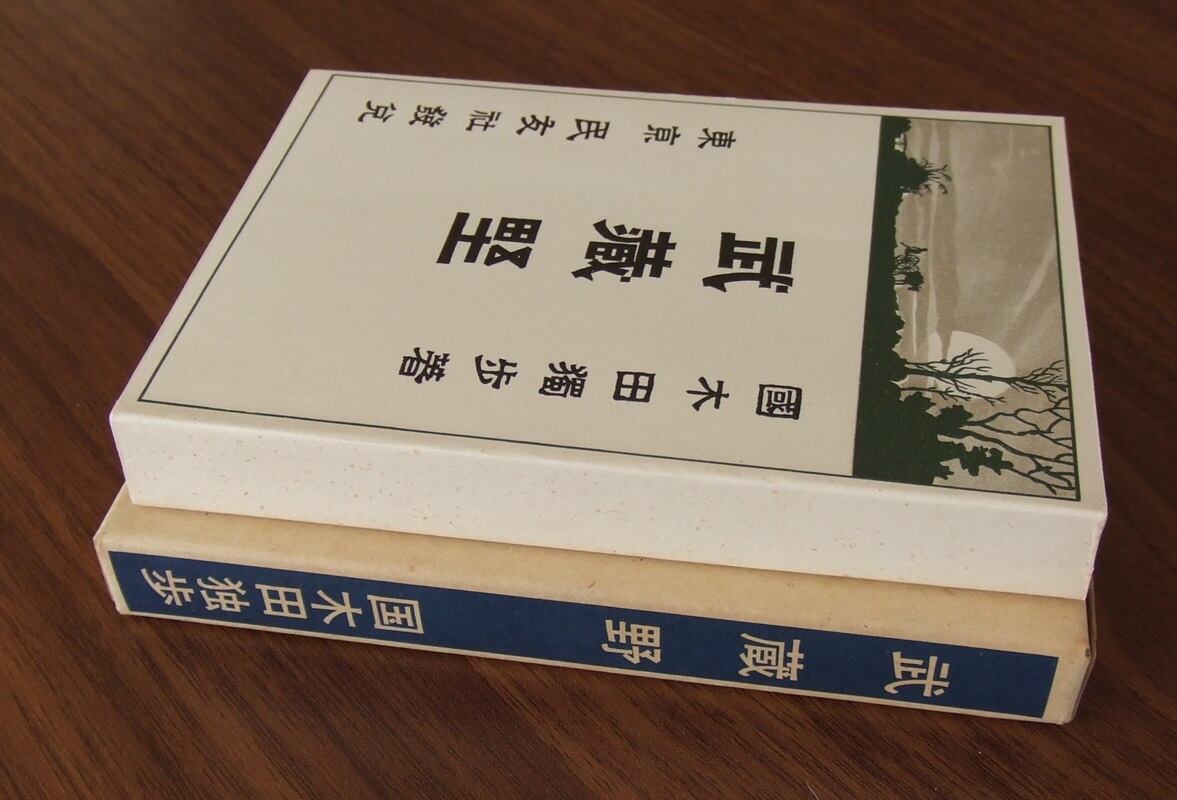 國木田獨歩著
武藏野
東京 民友社發兌
武蔵野 国木田独歩